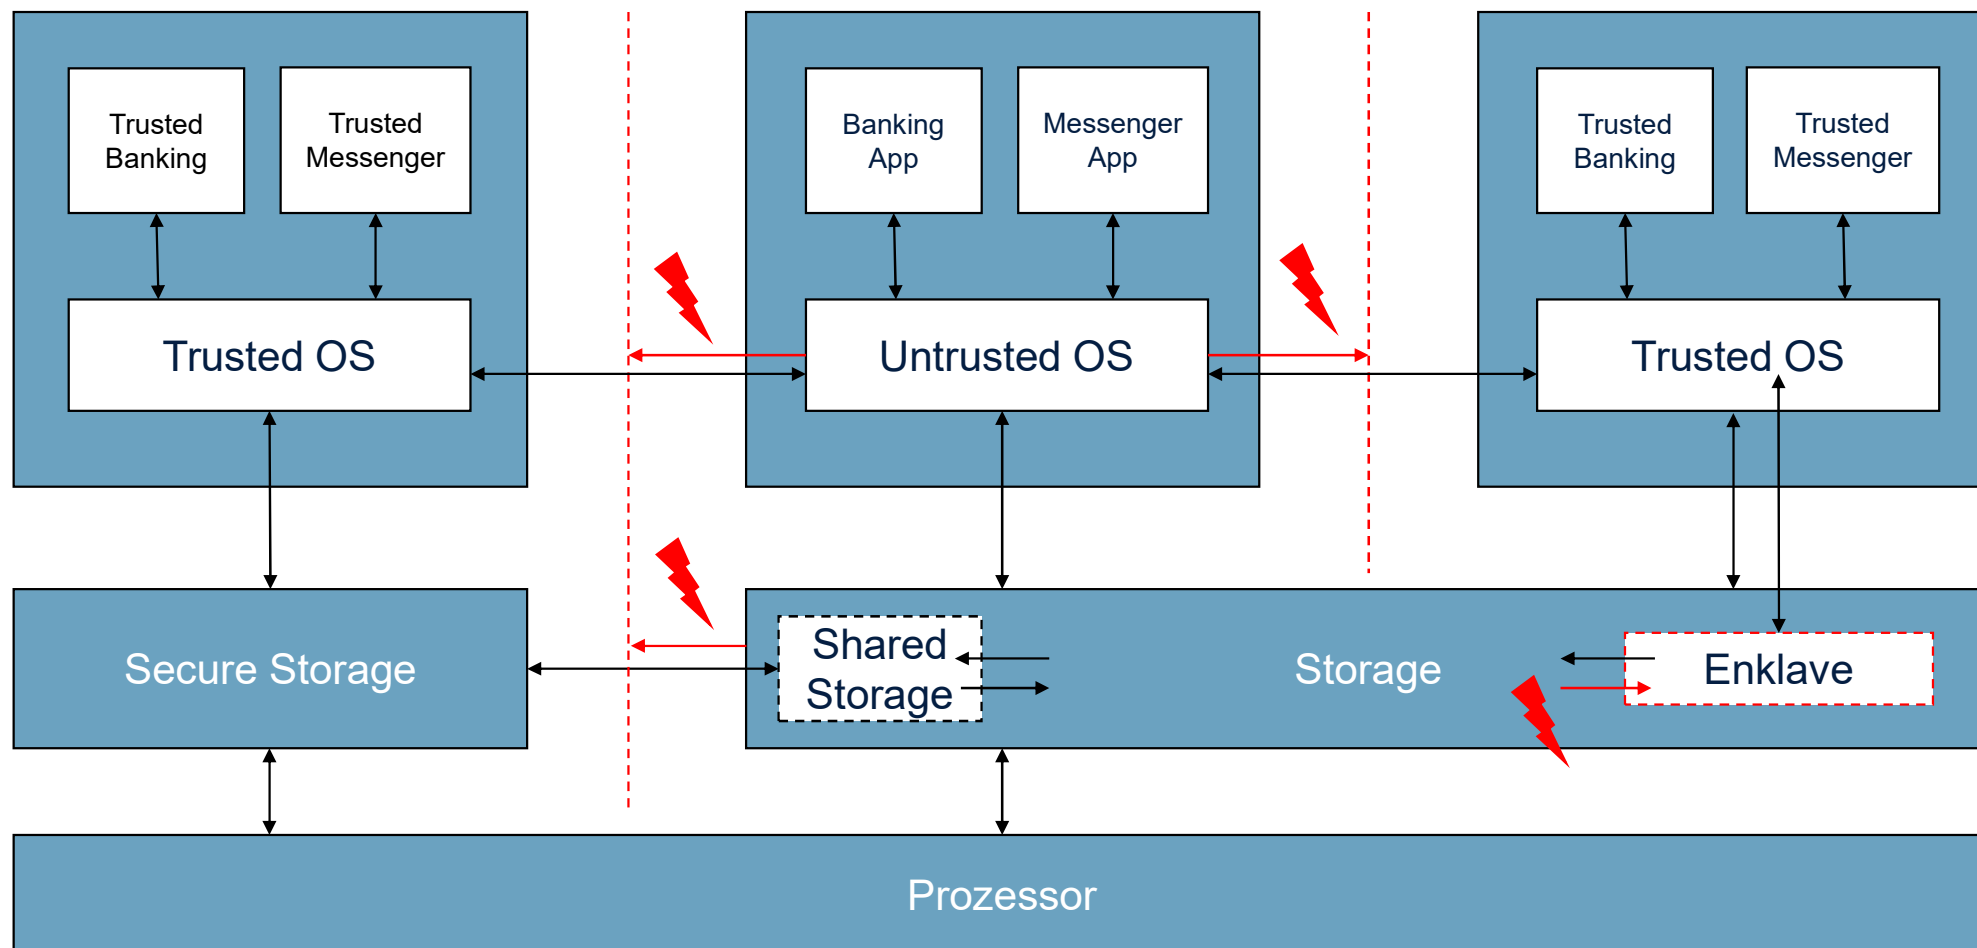 Trusted
Banking
Trusted
Messenger
Banking
App
Messenger
App
Trusted
Banking
Trusted
Messenger
Trusted OS
Untrusted OS
Trusted OS
Secure Storage
Shared
Storage
Storage
Enklave
Prozessor